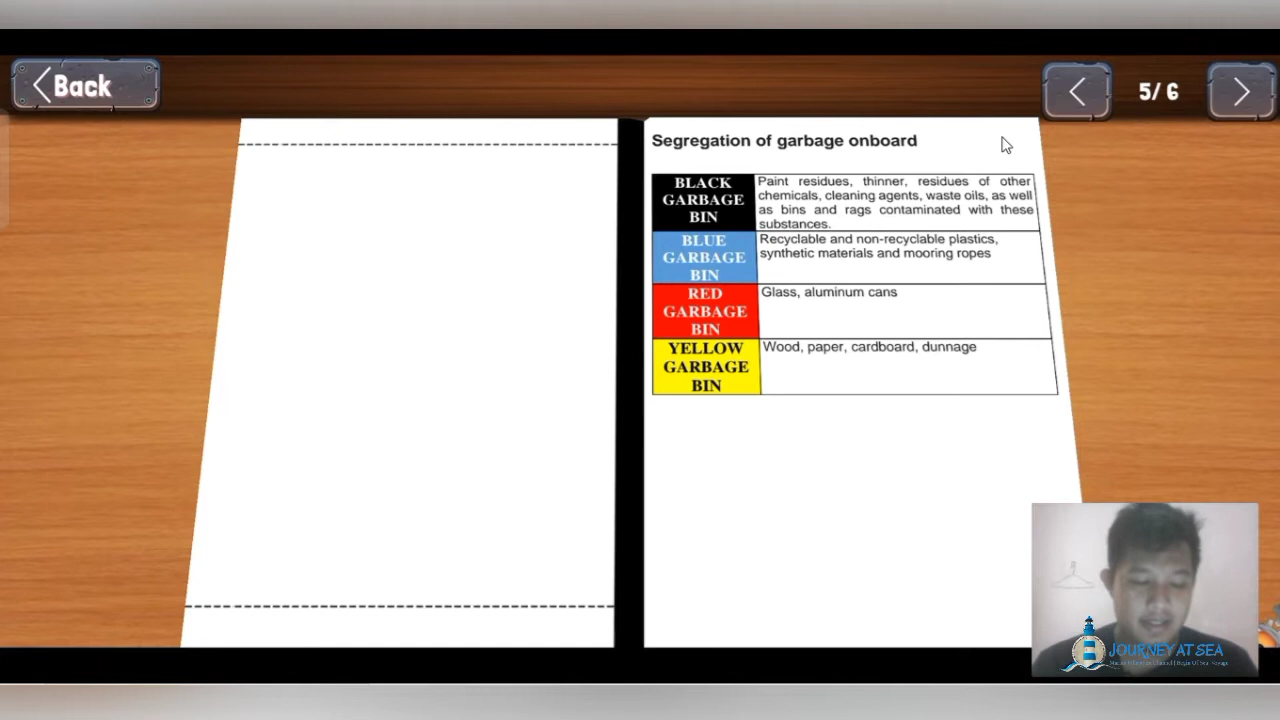 Back
5/6
Segregation of garbage onboard
BLACK
GARBAGE
BIN
Paint residues, thinner, residues of other
chemicals, cleaning agents, waste oils, as well
as bins and rags contaminated with these
substances.
BLUE
GARBAGE
BIN
Recyclable and non-recyclable plastics,
synthetic materials and mooring ropes
RED
GARBAGE
BIN
Glass, aluminum cans
YELLOW
GARBAGE
BIN
Wood, paper, cardboard, dunnage
JOURNEY AT SEA